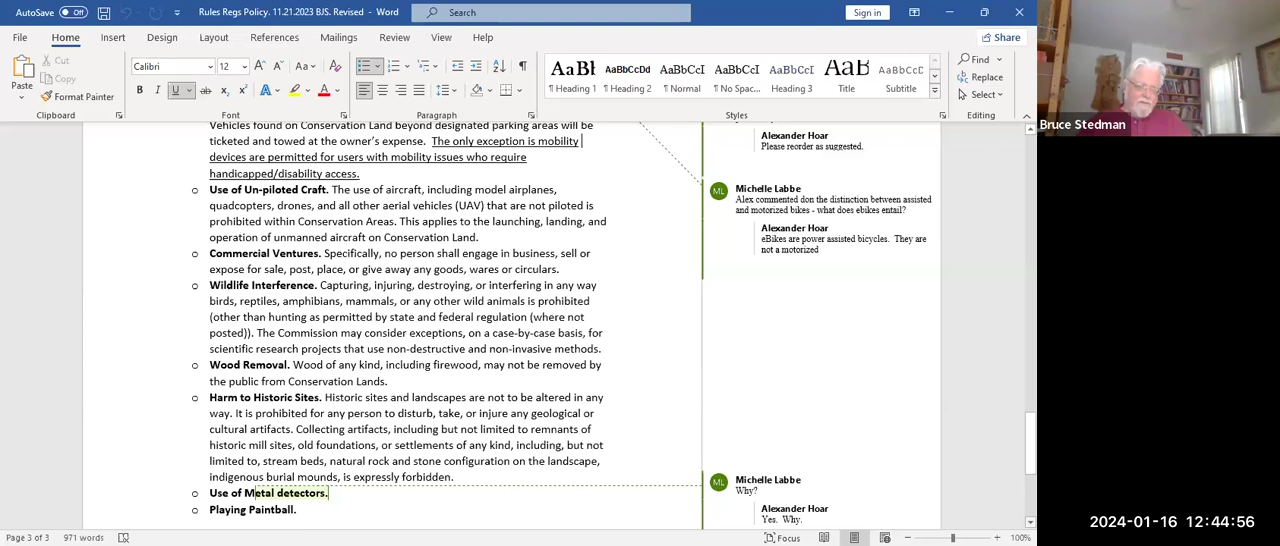 AutoSave Off Rules Regs Policy. 11.21.2023 BJS. Revised - Word Search Sign in
File Home Insert Design Layout References Mailings Review View Help Share
Paste Cut Copy Format Painter
Calibri 12
AaBl AaBbCcDd AaBbCcI AaBbCcI AaBbCcI AaB AaBbCcD
¶ Heading 1 ¶ Heading 2 ¶ Normal ¶ No Spac... Heading 3 Title Subtitle
Find
Replace
Select
Clipboard Font Paragraph Styles Editing
Bruce Stedman
Vehicles found on Conservation Land beyond designated parking areas will be
ticketed and towed at the owner's expense. The only exception is mobility
devices are permitted for users with mobility issues who require
handicapped/disability access.
o Use of Un-piloted Craft. The use of aircraft, including model airplanes,
quadcopters, drones, and all other aerial vehicles (UAV) that are not piloted is
prohibited within Conservation Areas. This applies to the launching, landing, and
operation of unmanned aircraft on Conservation Land.
o Commercial Ventures. Specifically, no person shall engage in business, sell or
expose for sale, post, place, or give away any goods, wares or circulars.
o Wildlife Interference. Capturing, injuring, destroying, or interfering in any way
birds, reptiles, amphibians, mammals, or any other wild animals is prohibited
(other than hunting as permitted by state and federal regulation (where not
posted)). The Commission may consider exceptions, on a case-by-case basis, for
scientific research projects that use non-destructive and non-invasive methods.
o Wood Removal. Wood of any kind, including firewood, may not be removed by
the public from Conservation Lands.
o Harm to Historic Sites. Historic sites and landscapes are not to be altered in any
way. It is prohibited for any person to disturb, take, or injure any geological or
cultural artifacts. Collecting artifacts, including but not limited to remnants of
historic mill sites, old foundations, or settlements of any kind, including, but not
limited to, stream beds, natural rock and stone configuration on the landscape,
indigenous burial mounds, is expressly forbidden.
o Use of Metal detectors.
o Playing Paintball.
Alexander Hoar
Please reorder as suggested.
ML Michelle Labbe
Alex commented don the distinction between assisted
and motorized bikes - what does ebikes entail?
Alexander Hoar
eBikes are power assisted bicycles. They are
not a motorized
ML Michelle Labbe
Why?
Alexander Hoar
Yes. Why.
2024-01-16 12:44:56
Page 3 of 3 971 words Focus 100%